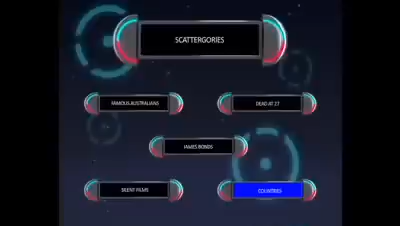 SCATTERGORIES
FAMOUS AUSTRALIANS
DEAD AT 27
JAMES BONDS
SILENT FILMS
COUNTRIES